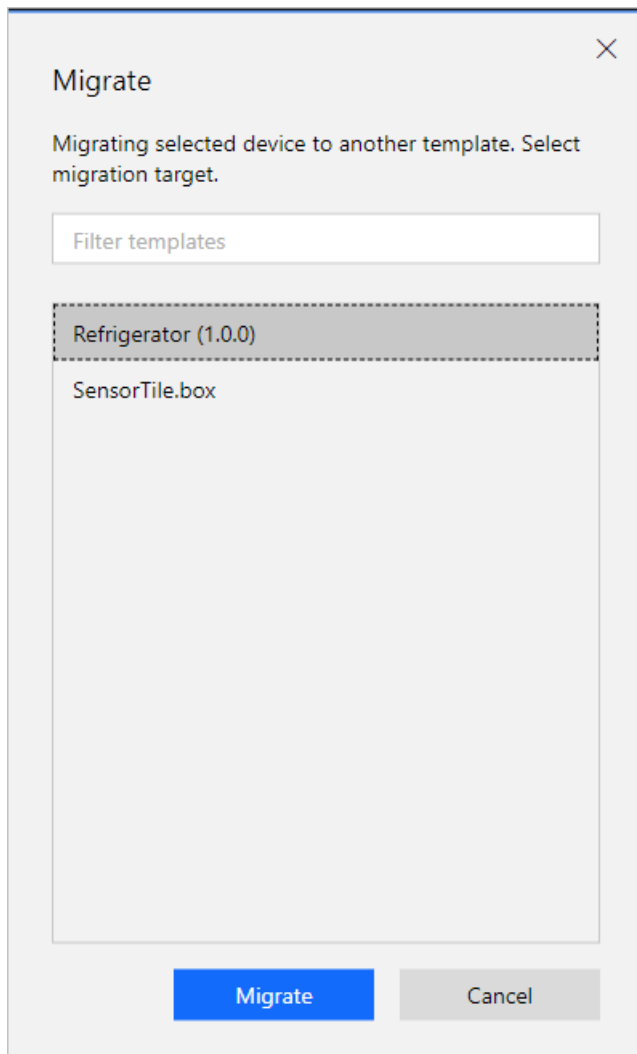 Migrate
Migrating selected device to another template. Select
migration target.
Filter templates
Refrigerator (1.0.0)
SensorTile.box
Migrate
Cancel